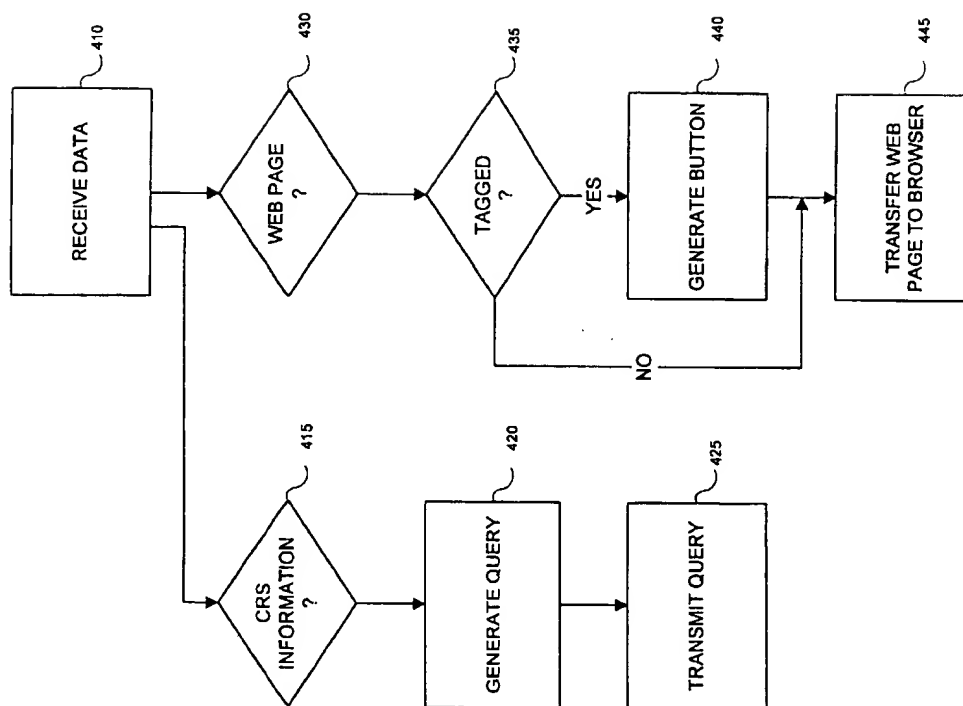 410
RECEIVE DATA
430
WEB PAGE
?
435
TAGGED
?
YES
NO
440
GENERATE BUTTON
445
TRANSFER WEB
PAGE TO BROWSER
415
CRS
INFORMATION
?
420
GENERATE QUERY
425
TRANSMIT QUERY